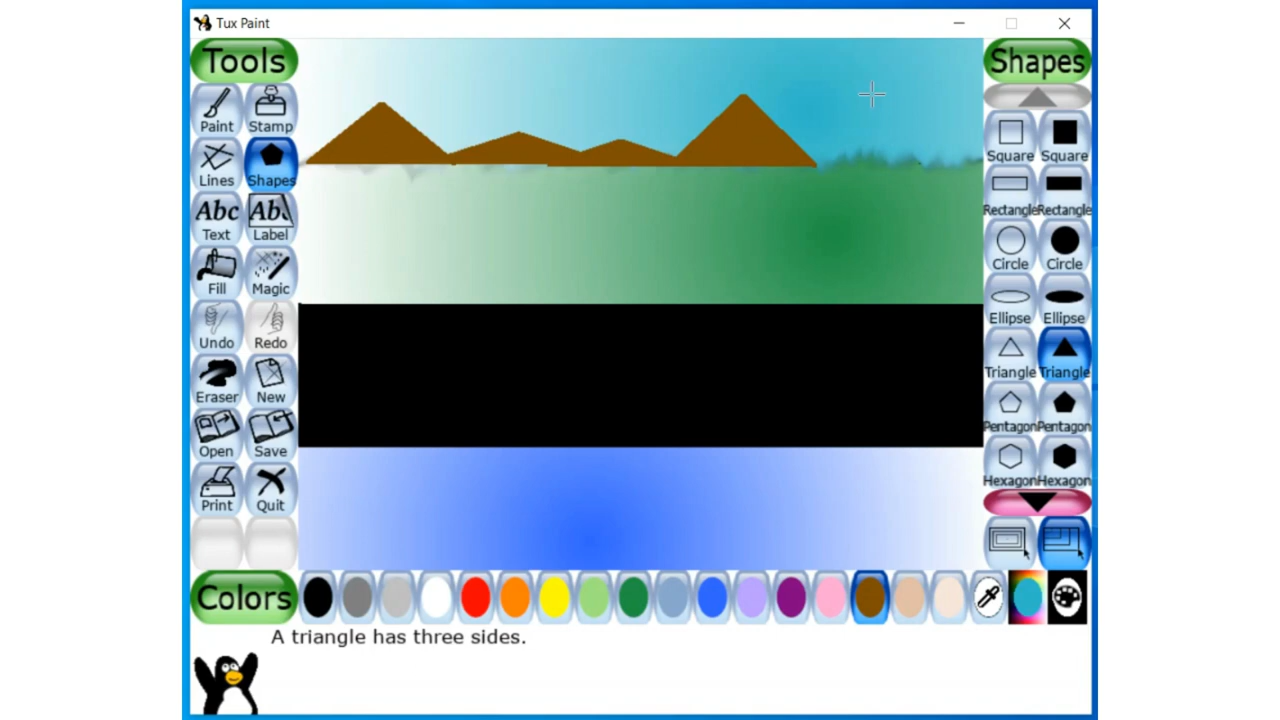 Tux Paint
Tools
Shapes
Paint Stamp
Square Square
Lines Shapes
Rectangle Rectangle
Text Label
Abc Abc
Circle Circle
Fill Magic
Ellipse Ellipse
Undo Redo
Triangle Triangle
Eraser New
Pentagon Pentagon
Open Save
Hexagon Hexagon
Print Quit
Colors
A triangle has three sides.